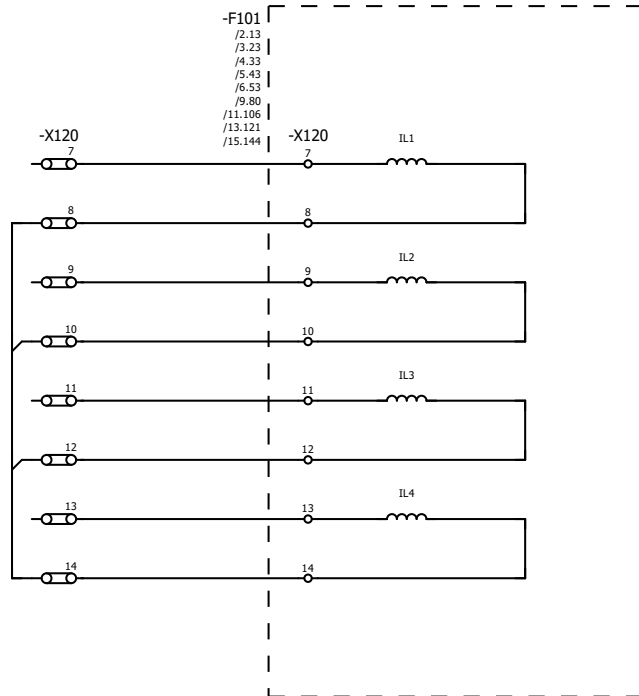 -F101
/2.13
/3.23
/4.33
/5.43
/6.53
/9.80
/11.106
/13.121
/15.144
-X120 -X120
7 7 IL1
8 8
9 9 IL2
10 10
11 11 IL3
12 12
13 13 IL4
14 14